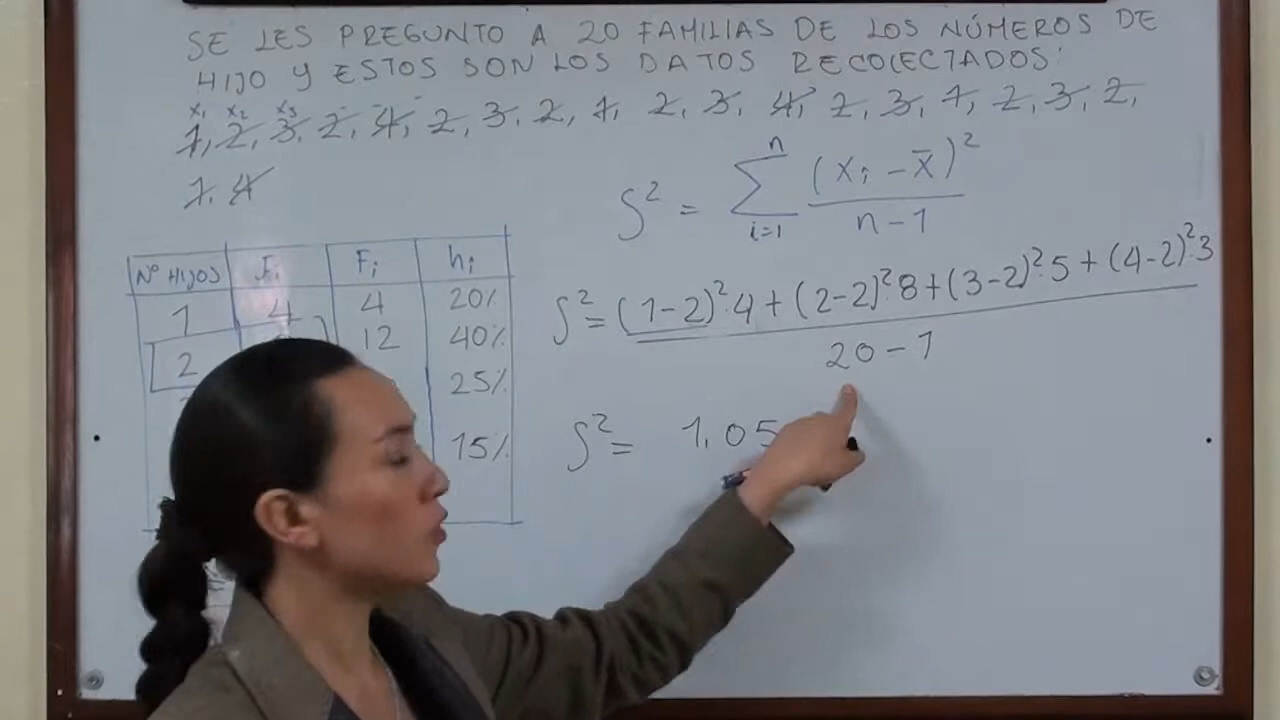 SE LES PREGUNTO A 20 FAMILIAS DE LOS NÚMEROS DE
HIJO Y ESTOS SON LOS DATOS RECOLECTADOS:
x₁ x₂ x₃
1, 2, 3, 2, 4, 2, 3, 2, 1, 2, 3, 4, 2, 3, 1, 2, 3, 2,
1, 4
S² = Σ (i=1, n) (xᵢ - x̄)² / n-1
Nº HIJOS fᵢ Fᵢ hᵢ
1 4 4 20%
2 12 40%
25%
15%
S² = (1-2)²·4 + (2-2)²·8 + (3-2)²·5 + (4-2)²·3 / 20-1
S² = 1,05